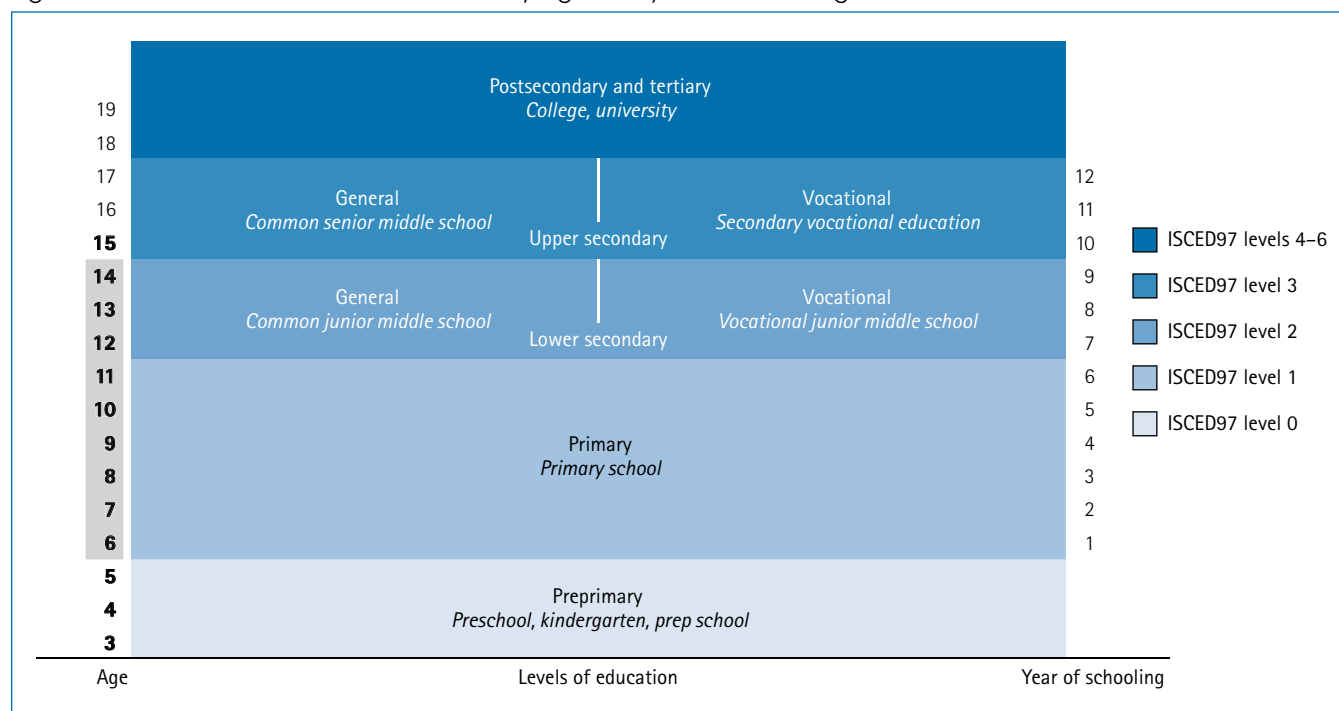 Postsecondary and tertiary
College, university
19
18
17
16
15
14
13
12
11
10
9
8
7
6
5
4
3
General
Common senior middle school
Vocational
Secondary vocational education
Upper secondary
General
Common junior middle school
Vocational
Vocational junior middle school
Lower secondary
Primary
Primary school
Preprimary
Preschool, kindergarten, prep school
12
11
10
9
8
7
6
5
4
3
2
1
ISCED97 levels 4–6
ISCED97 level 3
ISCED97 level 2
ISCED97 level 1
ISCED97 level 0
Age
Levels of education
Year of schooling